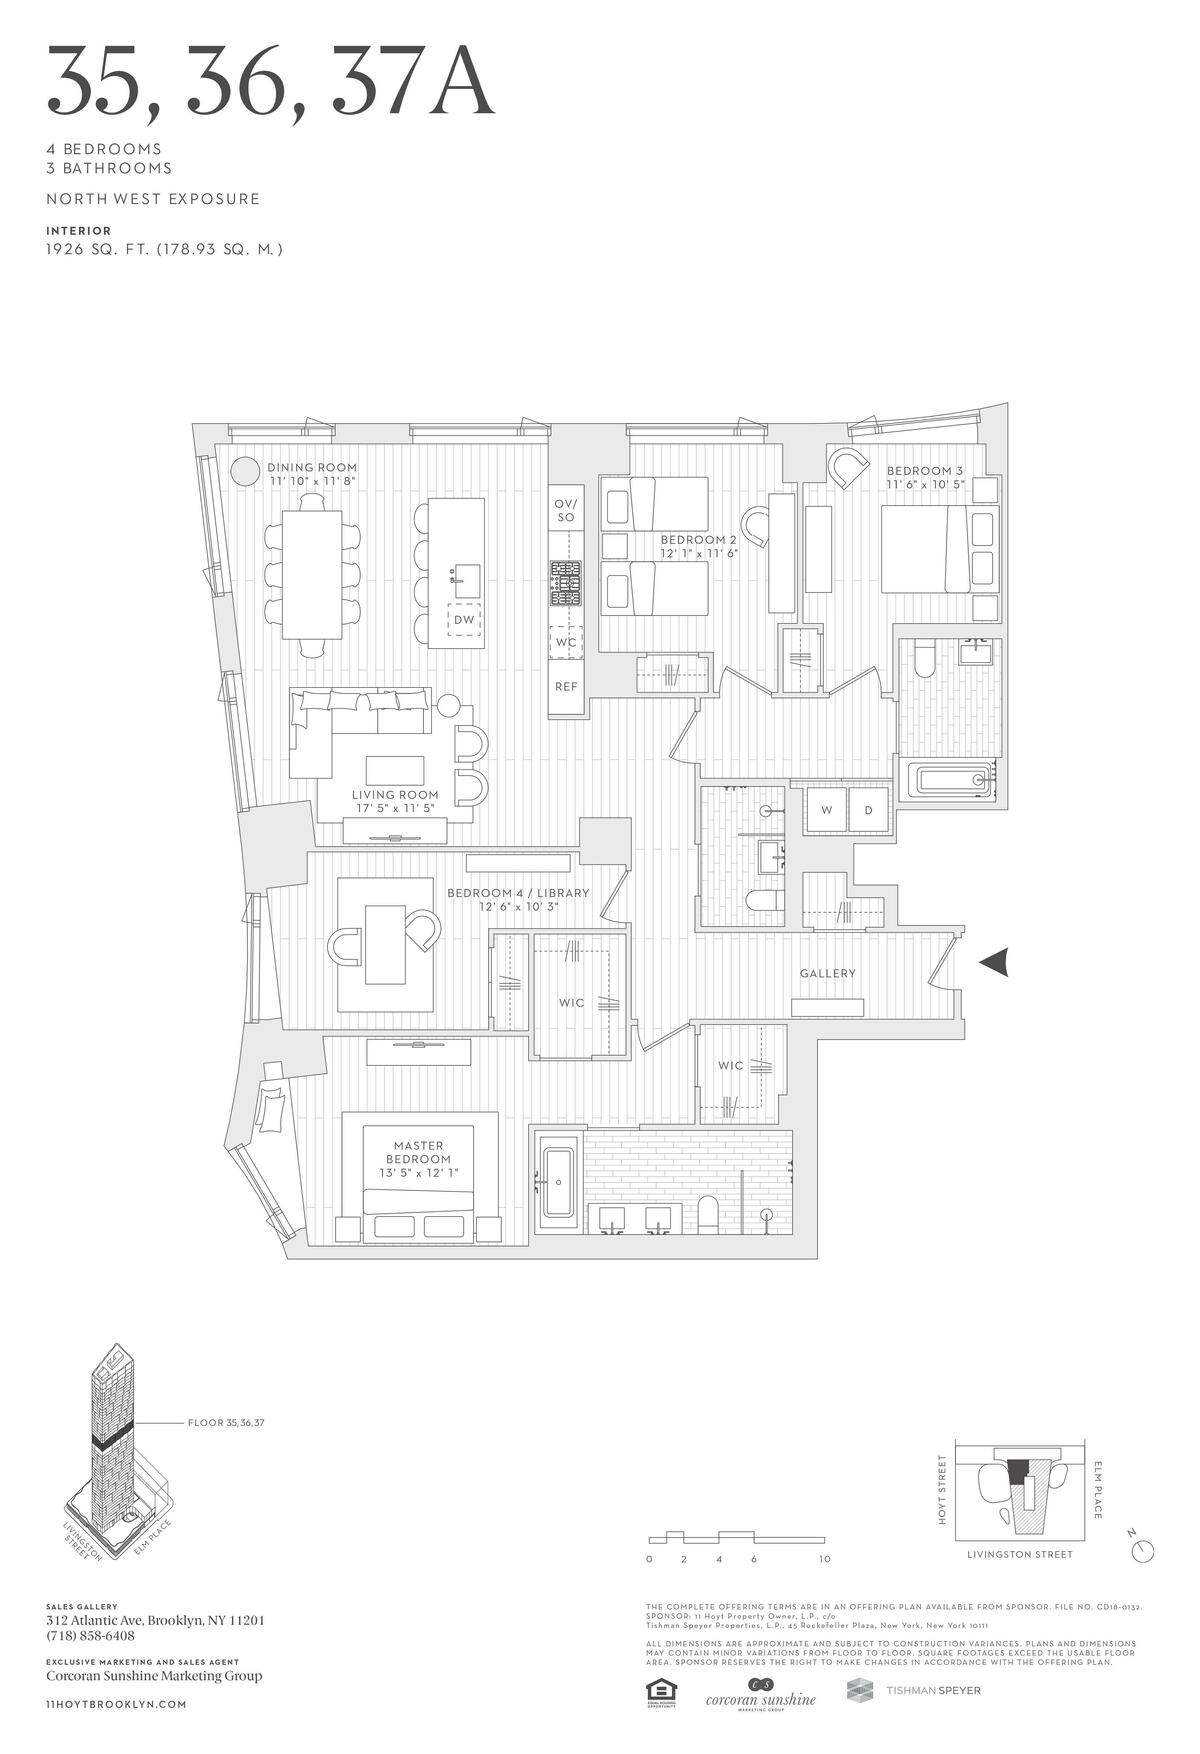 35, 36, 37A
4 BEDROOMS
3 BATHROOMS
NORTH WEST EXPOSURE
INTERIOR
1926 SQ. FT. (178.93 SQ. M.)
DINING ROOM
11' 10" x 11' 8"
OV/
SO
BEDROOM 2
12' 1" x 11' 6"
BEDROOM 3
11' 6" x 10' 5"
DW
WC
REF
LIVING ROOM
17' 5" x 11' 5"
W
D
BEDROOM 4 / LIBRARY
12' 6" x 10' 3"
WIC
GALLERY
WIC
MASTER
BEDROOM
13' 5" x 12' 1"
FLOOR 35,36,37
LIVINGSTON
STREET
ELM PLACE
0 2 4 6 10
HOYT STREET
ELM PLACE
LIVINGSTON STREET
N
SALES GALLERY
312 Atlantic Ave, Brooklyn, NY 11201
(718) 858-6408
EXCLUSIVE MARKETING AND SALES AGENT
Corcoran Sunshine Marketing Group
11HOYTBROOKLYN.COM
THE COMPLETE OFFERING TERMS ARE IN AN OFFERING PLAN AVAILABLE FROM SPONSOR. FILE NO. CD18-0132.
SPONSOR: 11 Hoyt Property Owner, L.P., c/o
Tishman Speyer Properties, L.P., 45 Rockefeller Plaza, New York, New York 10111
ALL DIMENSIONS ARE APPROXIMATE AND SUBJECT TO CONSTRUCTION VARIANCES. PLANS AND DIMENSIONS
MAY CONTAIN MINOR VARIATIONS FROM FLOOR TO FLOOR. SQUARE FOOTAGES EXCEED THE USABLE FLOOR
AREA. SPONSOR RESERVES THE RIGHT TO MAKE CHANGES IN ACCORDANCE WITH THE OFFERING PLAN.
EQUAL HOUSING
OPPORTUNITY
c s
corcoran sunshine
MARKETING GROUP
TISHMAN SPEYER